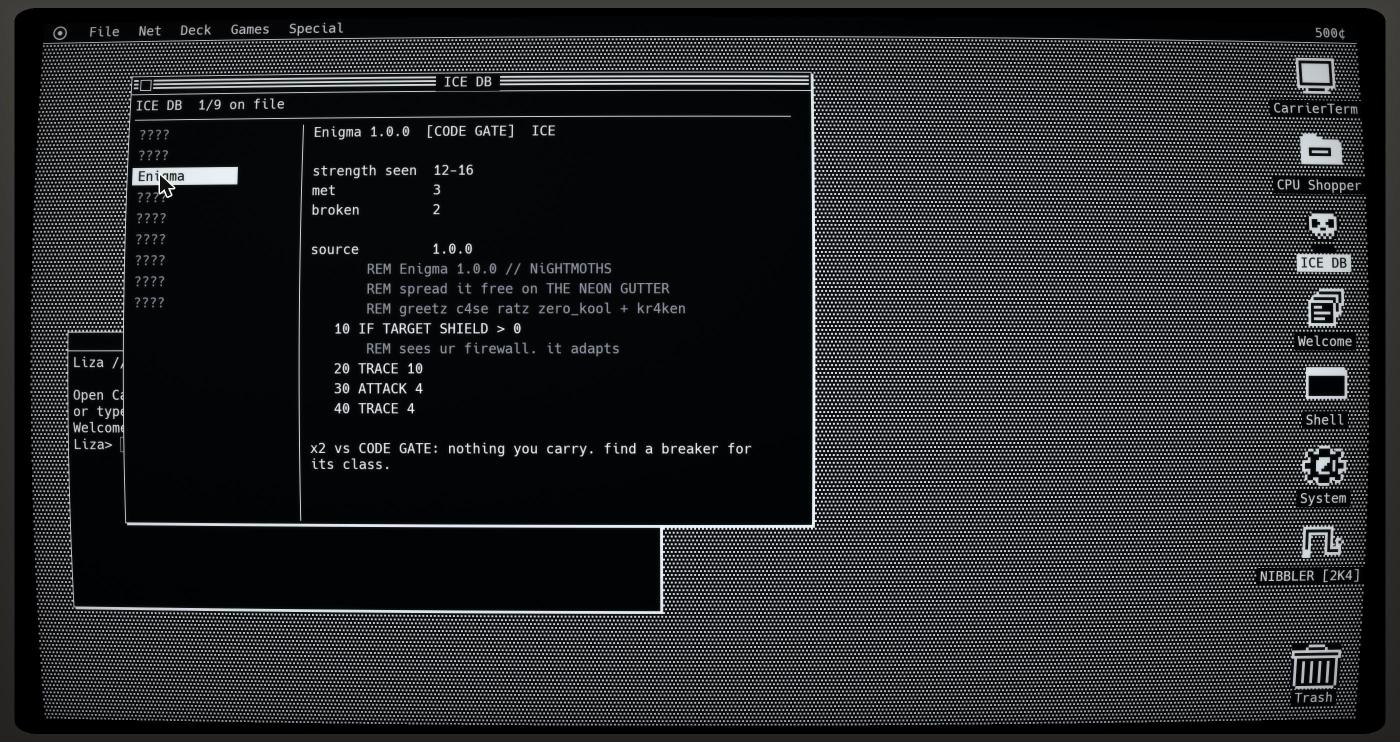 File Net Deck Games Special 500¢
ICE DB
ICE DB 1/9 on file
????
????
Enigma
????
????
????
????
????
????
Enigma 1.0.0 [CODE GATE] ICE
strength seen 12-16
met 3
broken 2
source 1.0.0
REM Enigma 1.0.0 // NiGHTMOTHS
REM spread it free on THE NEON GUTTER
REM greetz c4se ratz zero_kool + kr4ken
10 IF TARGET SHIELD > 0
REM sees ur firewall. it adapts
20 TRACE 10
30 ATTACK 4
40 TRACE 4
x2 vs CODE GATE: nothing you carry. find a breaker for
its class.
Liza //
Open Ca
or type
Welcome
Liza>
CarrierTerm
CPU Shopper
ICE DB
Welcome
Shell
System
NIBBLER [2K4]
Trash